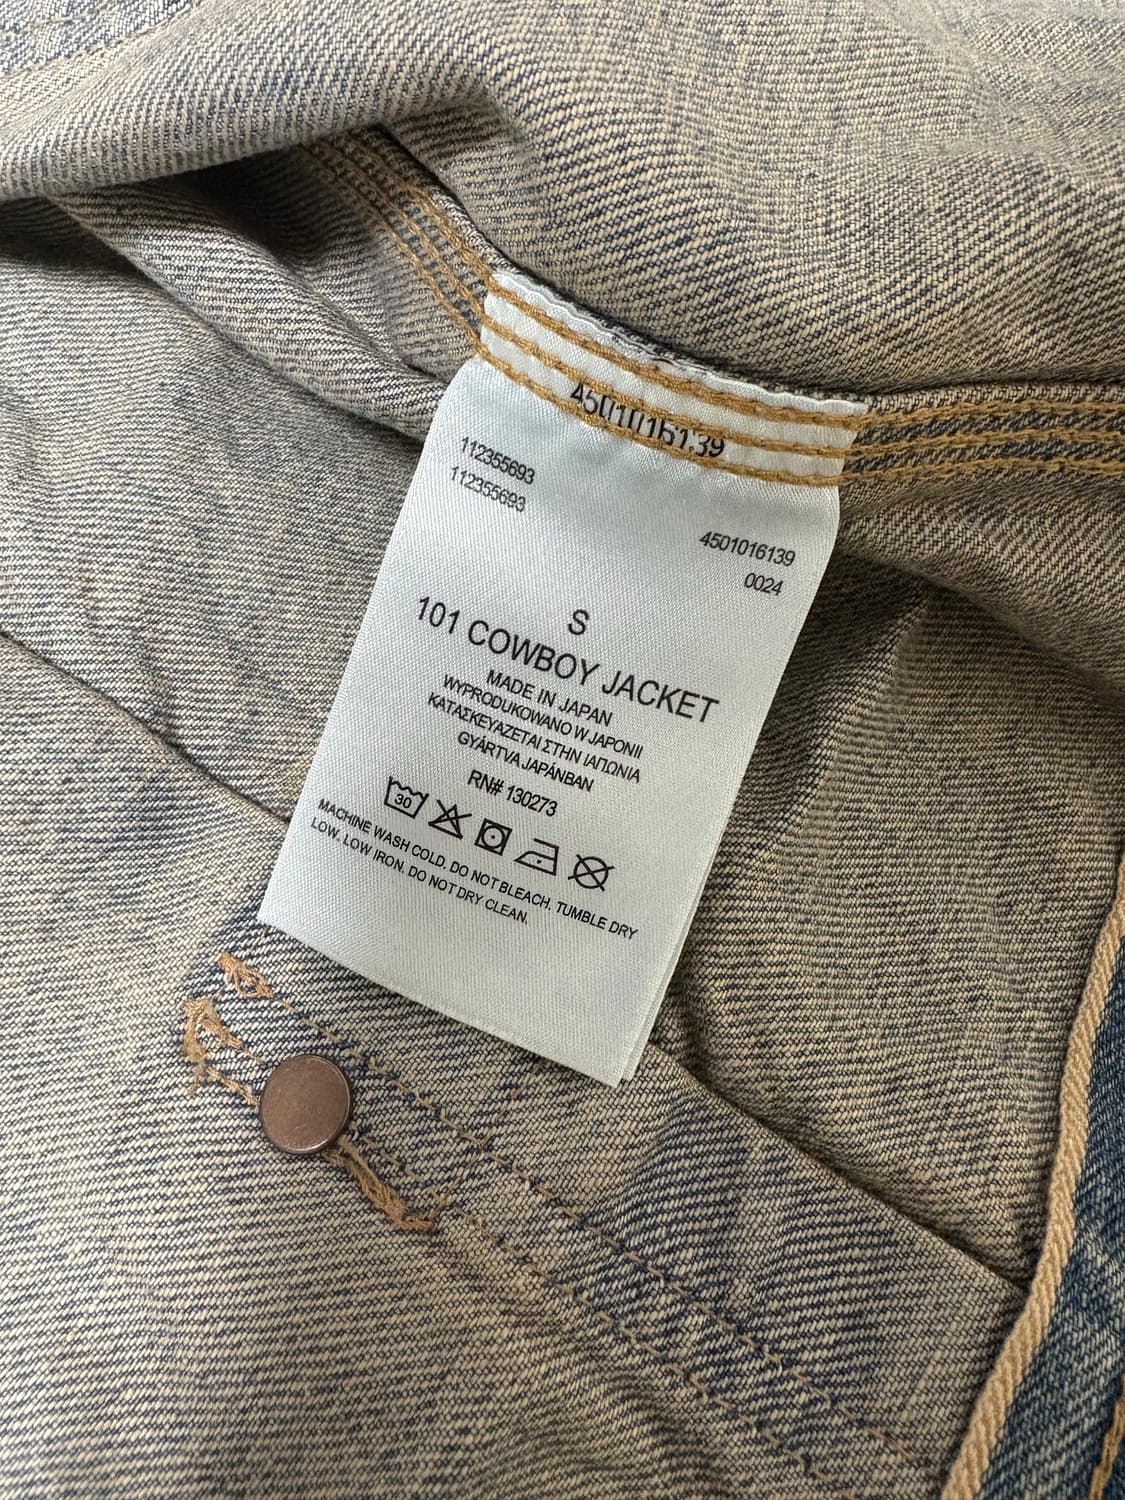 4501016139
112355693
112355693
4501016139
0024
S
101 COWBOY JACKET
MADE IN JAPAN
WYPRODUKOWANO W JAPONII
ΚΑΤΑΣΚΕΥΑΖΕΤΑΙ ΣΤΗΝ ΙΑΠΩΝΙΑ
GYÁRTVA JAPÁNBAN
RN# 130273
30
MACHINE WASH COLD. DO NOT BLEACH. TUMBLE DRY
LOW. LOW IRON. DO NOT DRY CLEAN.